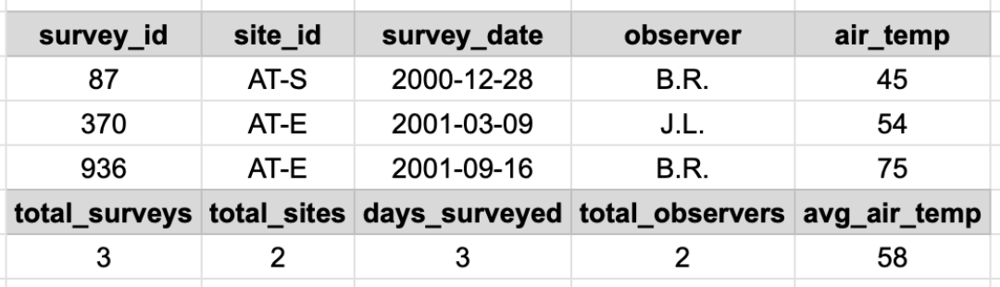 survey_id site_id survey_date observer air_temp
87 AT-S 2000-12-28 B.R. 45
370 AT-E 2001-03-09 J.L. 54
936 AT-E 2001-09-16 B.R. 75
total_surveys total_sites days_surveyed total_observers avg_air_temp
3 2 3 2 58